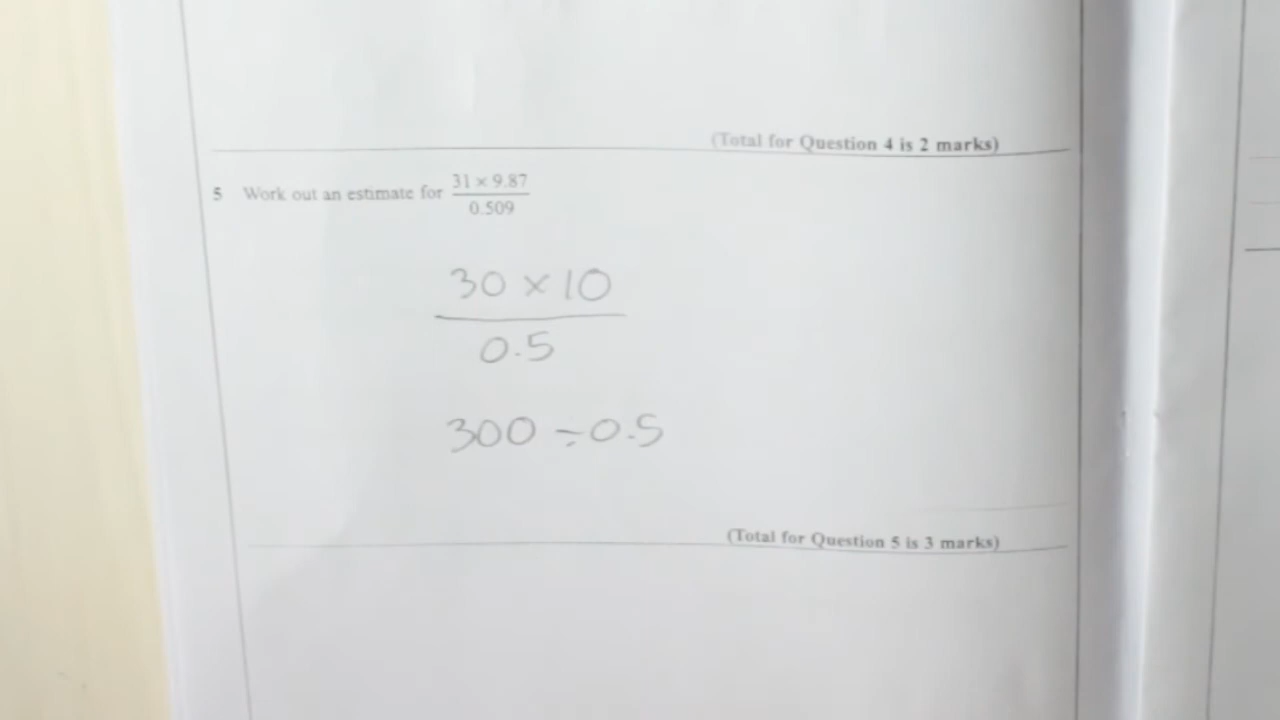 (Total for Question 4 is 2 marks)
5 Work out an estimate for 31 × 9.87
0.509
30 × 10
0.5
300 ÷ 0.5
(Total for Question 5 is 3 marks)